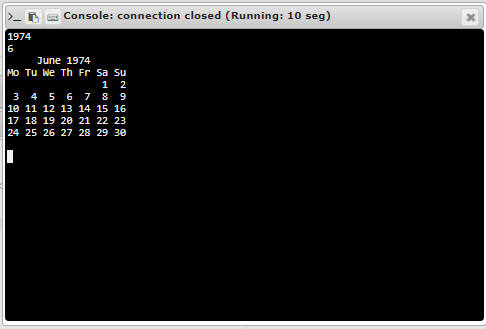 Console: connection closed (Running: 10 seg)
1974
6
     June 1974
Mo Tu We Th Fr Sa Su
                1  2
 3  4  5  6  7  8  9
10 11 12 13 14 15 16
17 18 19 20 21 22 23
24 25 26 27 28 29 30